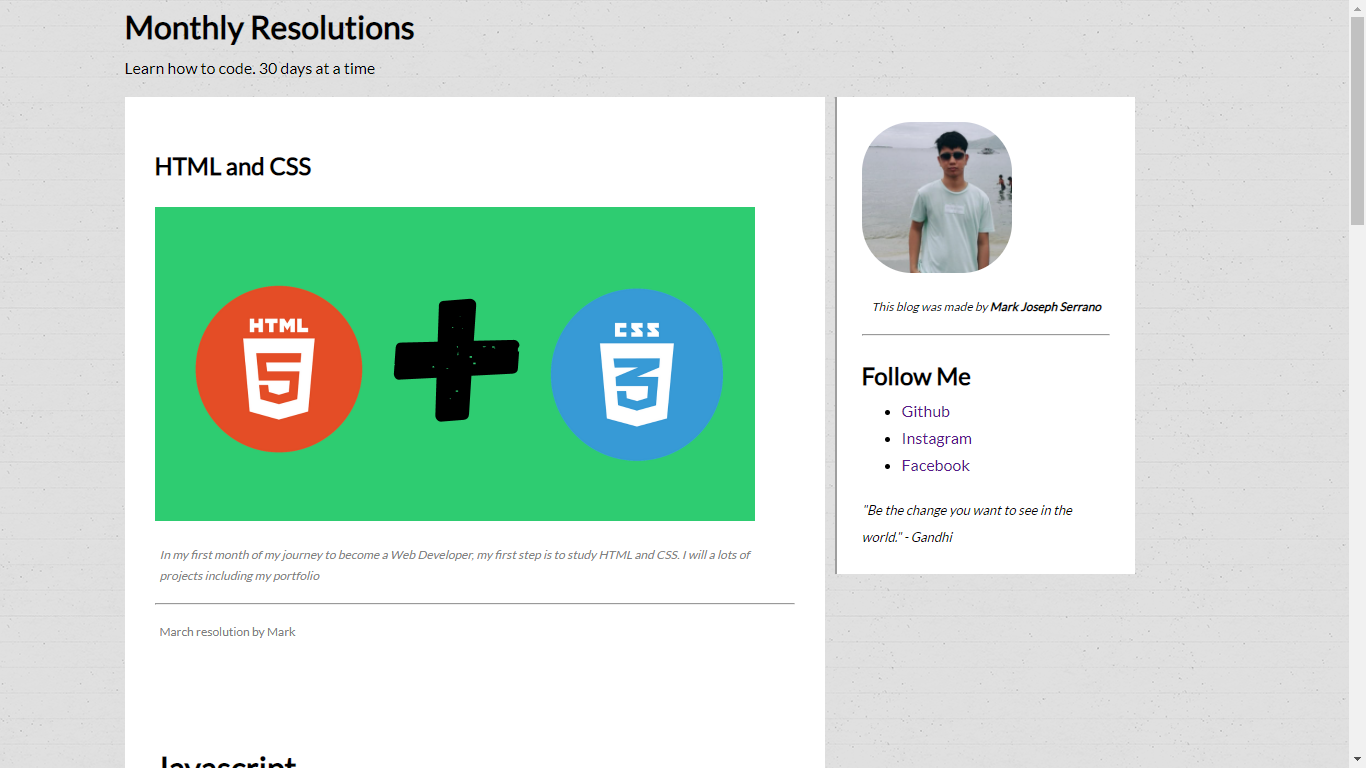 Monthly Resolutions
Learn how to code. 30 days at a time
HTML and CSS
HTML
5
CSS
3
In my first month of my journey to become a Web Developer, my first step is to study HTML and CSS. I will a lots of
projects including my portfolio
March resolution by Mark
Javascript
This blog was made by Mark Joseph Serrano
Follow Me
Github
Instagram
Facebook
"Be the change you want to see in the
world." - Gandhi